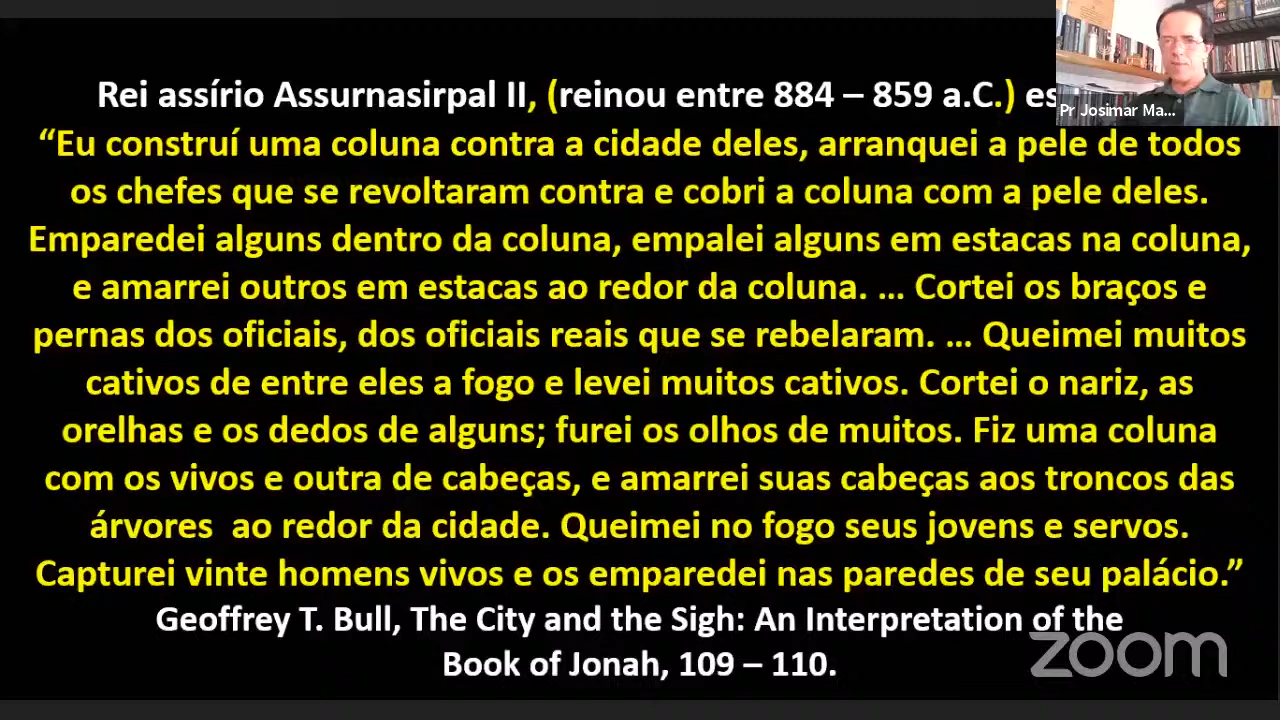 Rei assírio Assurnasirpal II, (reinou entre 884 – 859 a.C.)
Pr Josimar Ma...
“Eu construí uma coluna contra a cidade deles, arranquei a pele de todos
os chefes que se revoltaram contra e cobri a coluna com a pele deles.
Emparedei alguns dentro da coluna, empalei alguns em estacas na coluna,
e amarrei outros em estacas ao redor da coluna. ... Cortei os braços e
pernas dos oficiais, dos oficiais reais que se rebelaram. ... Queimei muitos
cativos de entre eles a fogo e levei muitos cativos. Cortei o nariz, as
orelhas e os dedos de alguns; furei os olhos de muitos. Fiz uma coluna
com os vivos e outra de cabeças, e amarrei suas cabeças aos troncos das
árvores ao redor da cidade. Queimei no fogo seus jovens e servos.
Capturei vinte homens vivos e os emparedei nas paredes de seu palácio.”
Geoffrey T. Bull, The City and the Sigh: An Interpretation of the
Book of Jonah, 109 – 110.
zoom